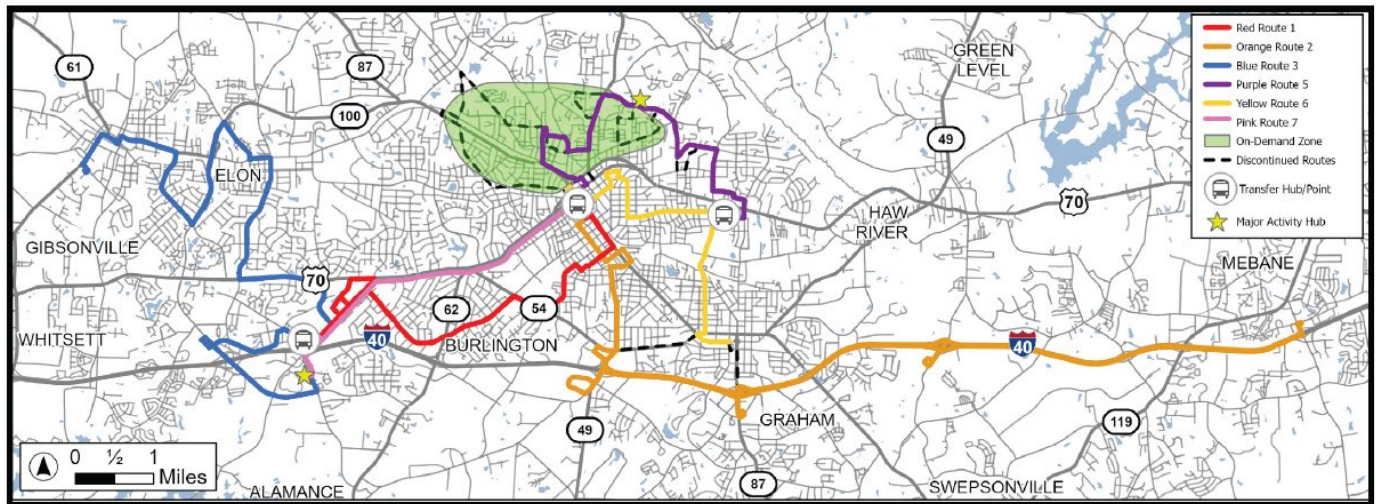 61
87
100
ELON
GIBSONVILLE
70
WHITSETT
62
54
40
BURLINGTON
GREEN
LEVEL
49
70
HAW
RIVER
MEBANE
40
GRAHAM
119
49
87
ALAMANCE
SWEPSONVILLE
0 ½ 1
Miles
Red Route 1
Orange Route 2
Blue Route 3
Purple Route 5
Yellow Route 6
Pink Route 7
On-Demand Zone
Discontinued Routes
Transfer Hub/Point
Major Activity Hub